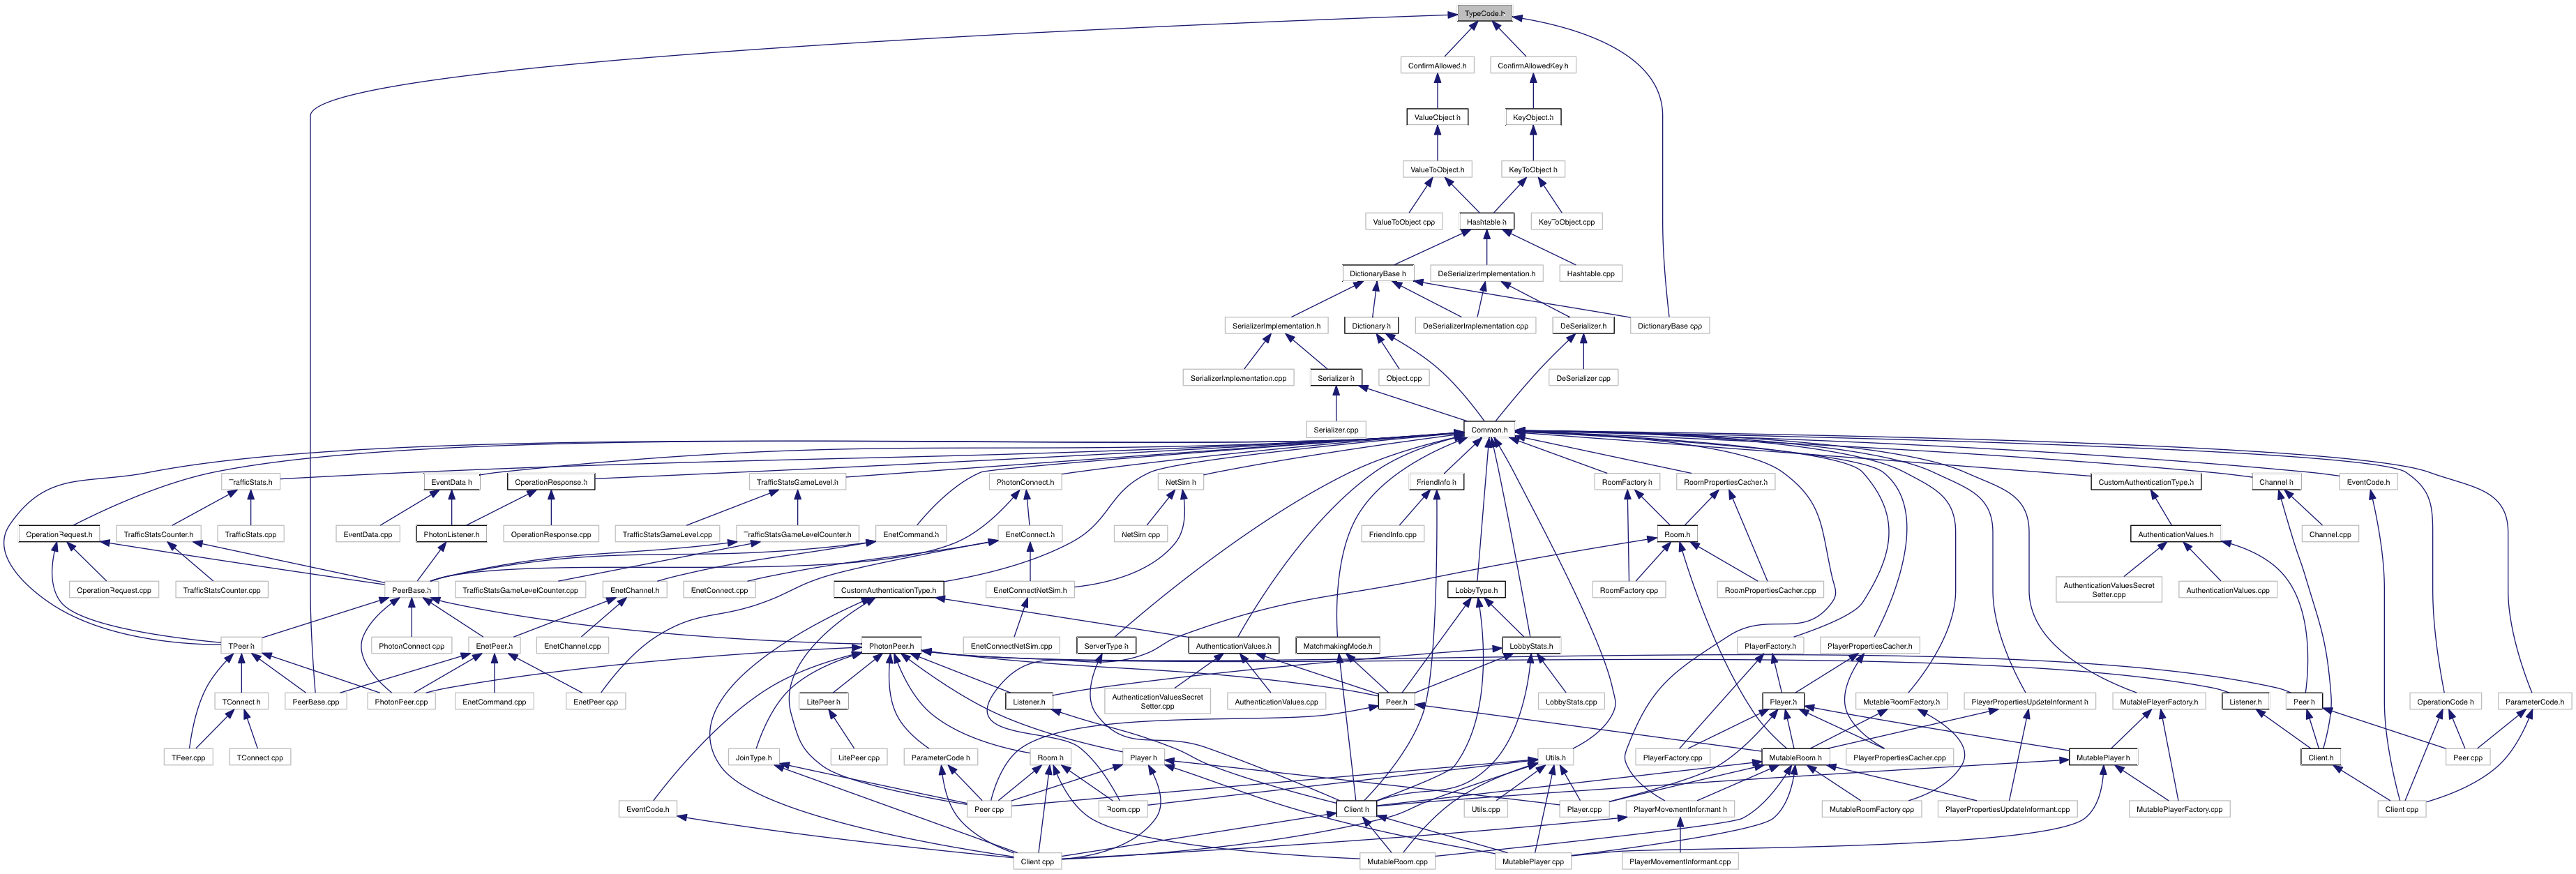 TypeCode.h
ConfirmAllowed.h
ConfirmAllowedKey.h
ValueObject.h
KeyObject.h
ValueToObject.h
KeyToObject.h
ValueToObject.cpp
Hashtable.h
KeyToObject.cpp
DictionaryBase.h
DeSerializerImplementation.h
Hashtable.cpp
SerializerImplementation.h
Dictionary.h
DeSerializerImplementation.cpp
DeSerializer.h
DictionaryBase.cpp
SerializerImplementation.cpp
Serializer.h
Object.cpp
DeSerializer.cpp
Serializer.cpp
Common.h
TrafficStats.h
EventData.h
OperationResponse.h
TrafficStatsGameLevel.h
PhotonConnect.h
NetSim.h
FriendInfo.h
RoomFactory.h
RoomPropertiesCacher.h
CustomAuthenticationType.h
Channel.h
EventCode.h
OperationRequest.h
TrafficStatsCounter.h
TrafficStats.cpp
EventData.cpp
PhotonListener.h
OperationResponse.cpp
TrafficStatsGameLevel.cpp
TrafficStatsGameLevelCounter.h
EnetCommand.h
EnetConnect.h
NetSim.cpp
FriendInfo.cpp
Room.h
AuthenticationValues.h
Channel.cpp
OperationRequest.cpp
TrafficStatsCounter.cpp
PeerBase.h
TrafficStatsGameLevelCounter.cpp
EnetChannel.h
EnetConnect.cpp
CustomAuthenticationType.h
EnetConnectNetSim.h
LobbyType.h
RoomFactory.cpp
RoomPropertiesCacher.cpp
AuthenticationValuesSecret
Setter.cpp
AuthenticationValues.cpp
TPeer.h
PhotonConnect.cpp
EnetPeer.h
EnetChannel.cpp
PhotonPeer.h
EnetConnectNetSim.cpp
ServerType.h
AuthenticationValues.h
MatchmakingMode.h
LobbyStats.h
PlayerFactory.h
PlayerPropertiesCacher.h
TConnect.h
PeerBase.cpp
PhotonPeer.cpp
EnetCommand.cpp
EnetPeer.cpp
LitePeer.h
Listener.h
AuthenticationValuesSecret
Setter.cpp
AuthenticationValues.cpp
Peer.h
LobbyStats.cpp
Player.h
MutableRoomFactory.h
PlayerPropertiesUpdateInformant.h
MutablePlayerFactory.h
Listener.h
Peer.h
OperationCode.h
ParameterCode.h
TPeer.cpp
TConnect.cpp
JoinType.h
LitePeer.cpp
ParameterCode.h
Room.h
Player.h
Utils.h
PlayerFactory.cpp
MutableRoom.h
PlayerPropertiesCacher.cpp
MutablePlayer.h
Client.h
Peer.cpp
EventCode.h
Peer.cpp
Room.cpp
Client.h
Utils.cpp
Player.cpp
PlayerMovementInformant.h
MutableRoomFactory.cpp
PlayerPropertiesUpdateInformant.cpp
MutablePlayerFactory.cpp
Client.cpp
Client.cpp
MutableRoom.cpp
MutablePlayer.cpp
PlayerMovementInformant.cpp